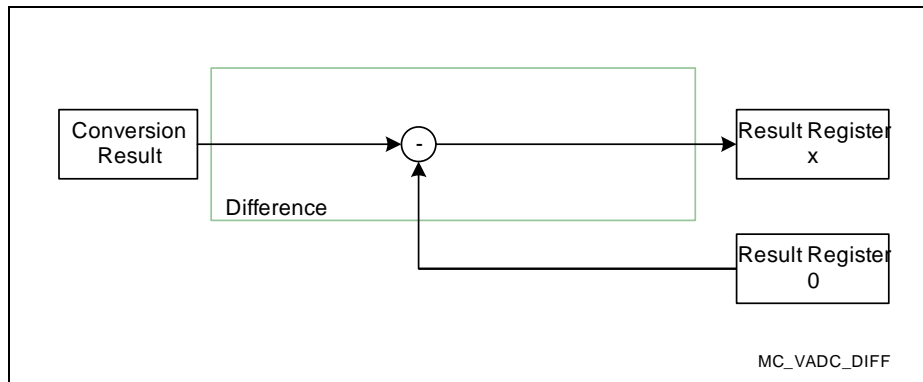 Conversion
Result
-
Result Register
x
Difference
Result Register
0
MC_VADC_DIFF